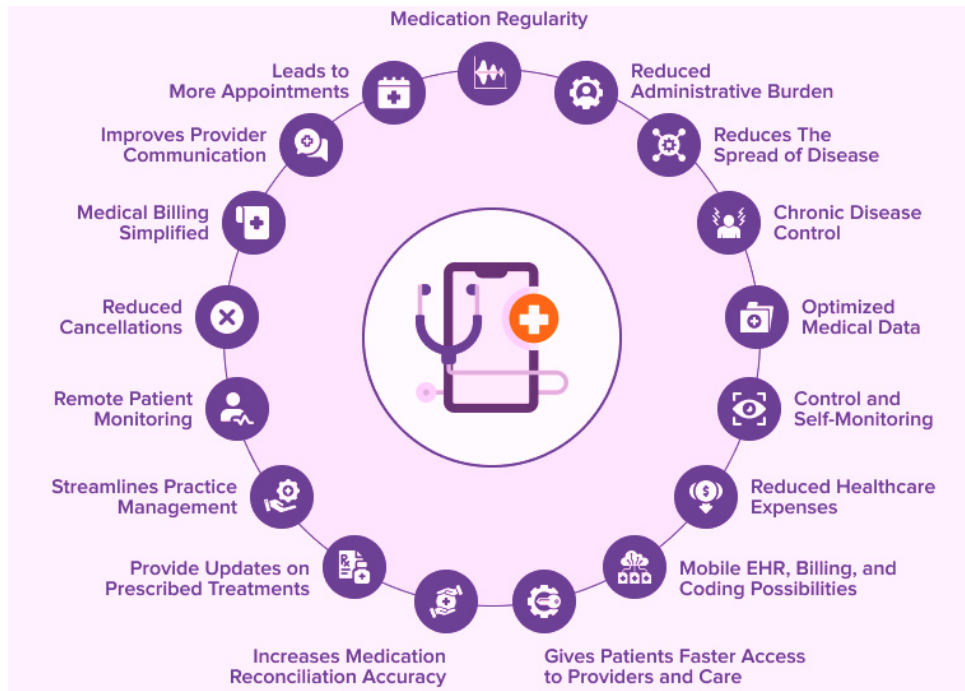 Medication Regularity
Leads to
More Appointments
Reduced
Administrative Burden
Improves Provider
Communication
Reduces The
Spread of Disease
Medical Billing
Simplified
Chronic Disease
Control
Reduced
Cancellations
Optimized
Medical Data
Remote Patient
Monitoring
Control and
Self-Monitoring
Streamlines Practice
Management
Reduced Healthcare
Expenses
Provide Updates on
Prescribed Treatments
Mobile EHR, Billing, and
Coding Possibilities
Increases Medication
Reconciliation Accuracy
Gives Patients Faster Access
to Providers and Care